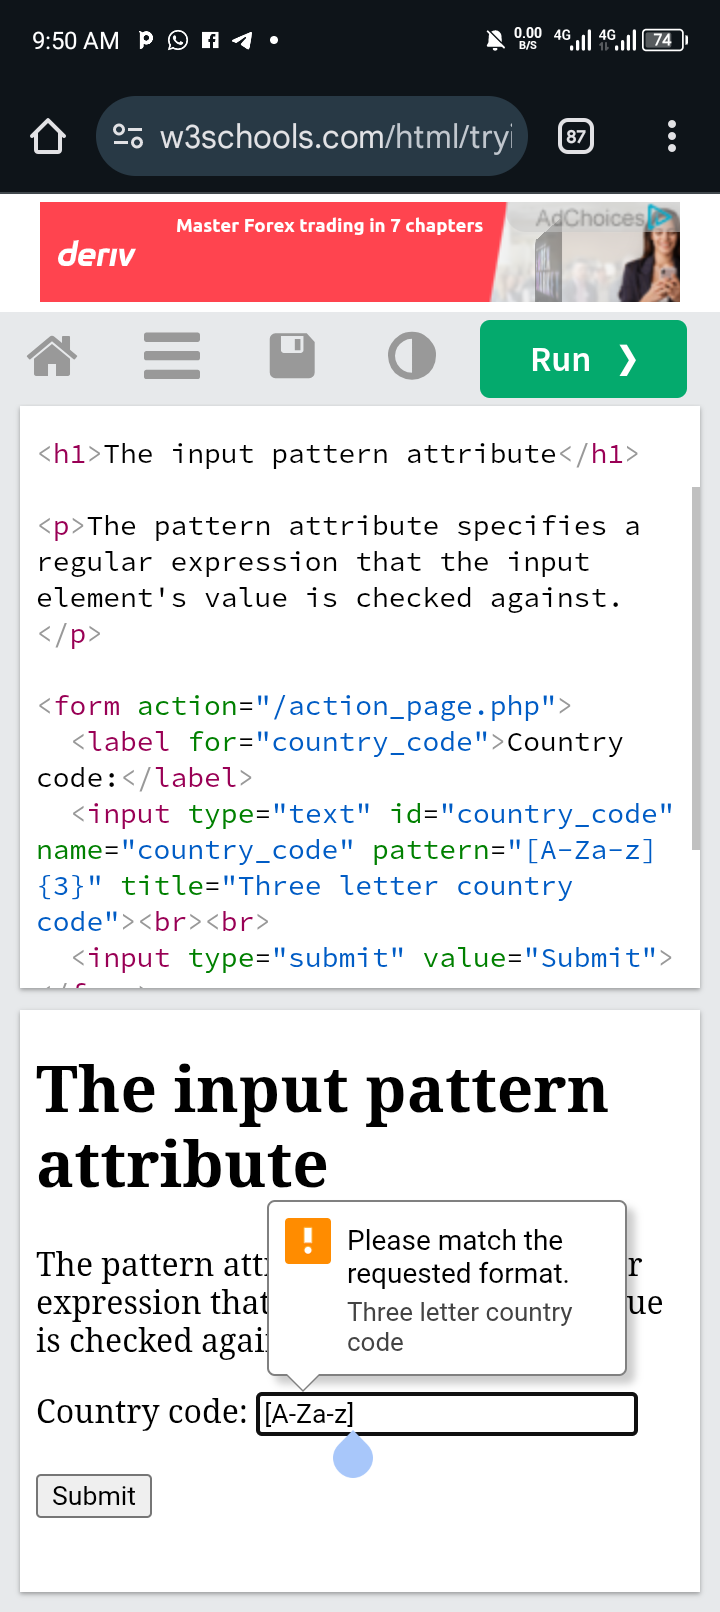 9:50 AM
0.00
B/S
4G
4G
74
w3schools.com/html/tryi
87
Master Forex trading in 7 chapters
AdChoices
deriv
Run ❯
<h1>The input pattern attribute</h1>
<p>The pattern attribute specifies a
regular expression that the input
element's value is checked against.
</p>
<form action="/action_page.php">
<label for="country_code">Country
code:</label>
<input type="text" id="country_code"
name="country_code" pattern="[A-Za-z]
{3}" title="Three letter country
code"><br><br>
<input type="submit" value="Submit">
The input pattern
attribute
Please match the
requested format.
Three letter country
code
The pattern att r
expression that ue
is checked agai
Country code: [A-Za-z]
Submit